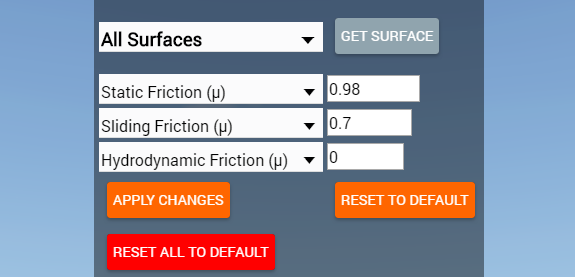 All Surfaces GET SURFACE
Static Friction (μ) 0.98
Sliding Friction (μ) 0.7
Hydrodynamic Friction (μ) 0
APPLY CHANGES RESET TO DEFAULT
RESET ALL TO DEFAULT